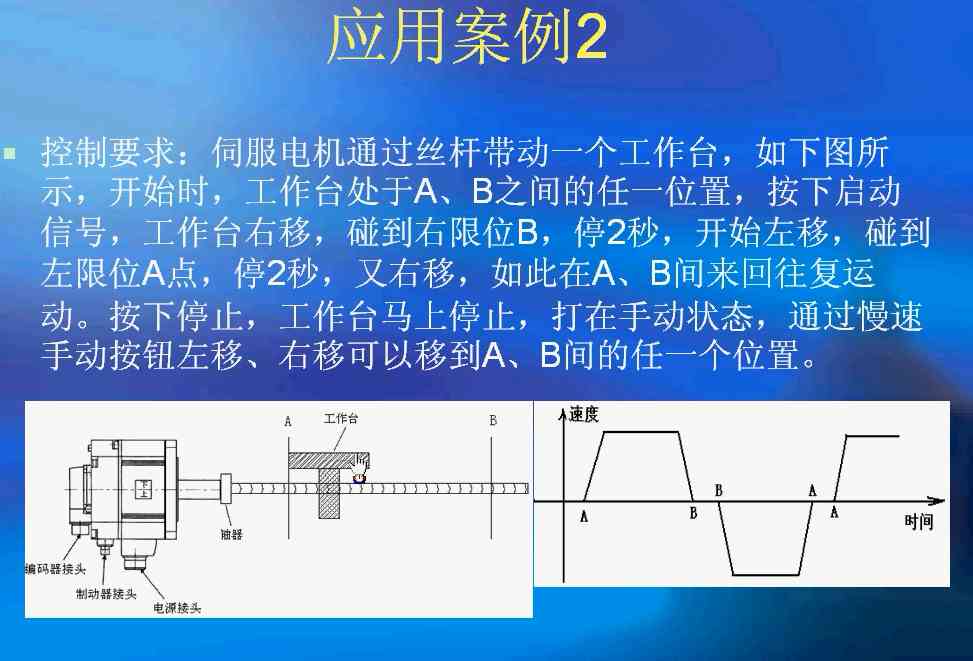 应用案例2
控制要求：伺服电机通过丝杆带动一个工作台，如下图所
示，开始时，工作台处于A、B之间的任一位置，按下启动
信号，工作台右移，碰到右限位B，停2秒，开始左移，碰到
左限位A点，停2秒，又右移，如此在A、B间来回往复运
动。按下停止，工作台马上停止，打在手动状态，通过慢速
手动按钮左移、右移可以移到A、B间的任一个位置。
A
工作台
B
下
上
轴器
编码器接头
制动器接头
电源接头
速度
B
A
A
B
A
时间